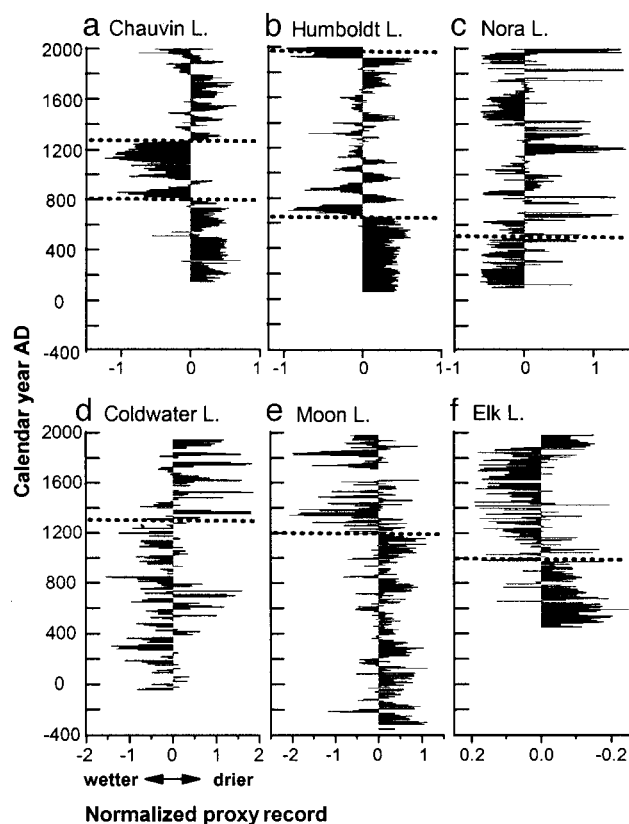 a Chauvin L.
b Humboldt L.
c Nora L.
2000
1600
1200
800
400
0
-400
-1 0 1
-1 0 1
-1 0 1
Calendar year AD
d Coldwater L.
e Moon L.
f Elk L.
2000
1600
1200
800
400
0
-400
-2 -1 0 1 2
-2 -1 0 1
0.2 0.0 -0.2
wetter drier
Normalized proxy record